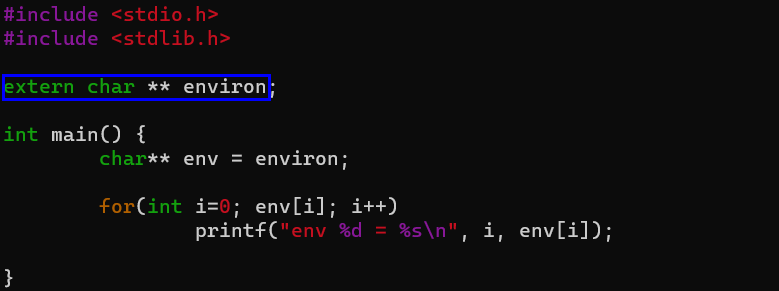 #include <stdio.h>
#include <stdlib.h>
extern char ** environ;
int main() {
char** env = environ;
for(int i=0; env[i]; i++)
printf("env %d = %s\n", i, env[i]);
}